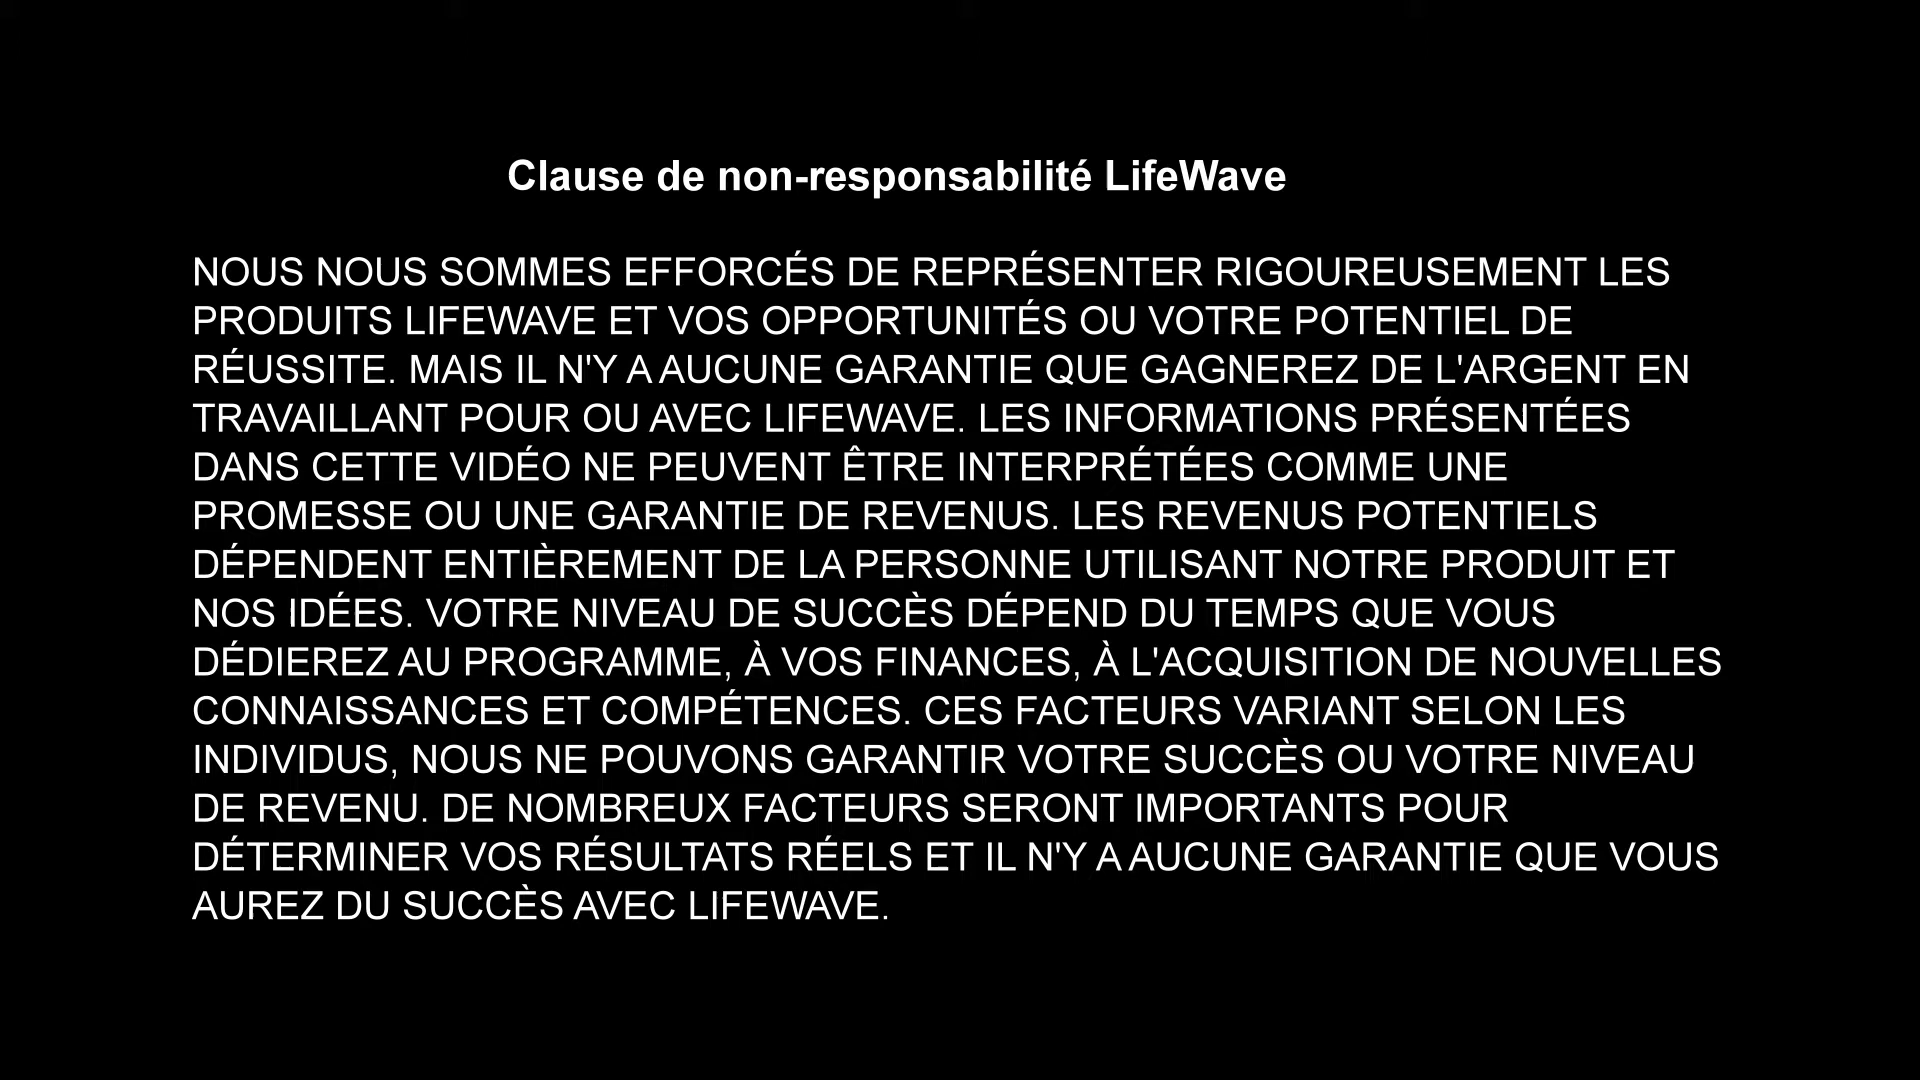 Clause de non-responsabilité LifeWave
NOUS NOUS SOMMES EFFORCÉS DE REPRÉSENTER RIGOUREUSEMENT LES
PRODUITS LIFEWAVE ET VOS OPPORTUNITÉS OU VOTRE POTENTIEL DE
RÉUSSITE. MAIS IL N'Y A AUCUNE GARANTIE QUE GAGNEREZ DE L'ARGENT EN
TRAVAILLANT POUR OU AVEC LIFEWAVE. LES INFORMATIONS PRÉSENTÉES
DANS CETTE VIDÉO NE PEUVENT ÊTRE INTERPRÉTÉES COMME UNE
PROMESSE OU UNE GARANTIE DE REVENUS. LES REVENUS POTENTIELS
DÉPENDENT ENTIÈREMENT DE LA PERSONNE UTILISANT NOTRE PRODUIT ET
NOS IDÉES. VOTRE NIVEAU DE SUCCÈS DÉPEND DU TEMPS QUE VOUS
DÉDIEREZ AU PROGRAMME, À VOS FINANCES, À L'ACQUISITION DE NOUVELLES
CONNAISSANCES ET COMPÉTENCES. CES FACTEURS VARIANT SELON LES
INDIVIDUS, NOUS NE POUVONS GARANTIR VOTRE SUCCÈS OU VOTRE NIVEAU
DE REVENU. DE NOMBREUX FACTEURS SERONT IMPORTANTS POUR
DÉTERMINER VOS RÉSULTATS RÉELS ET IL N'Y A AUCUNE GARANTIE QUE VOUS
AUREZ DU SUCCÈS AVEC LIFEWAVE.